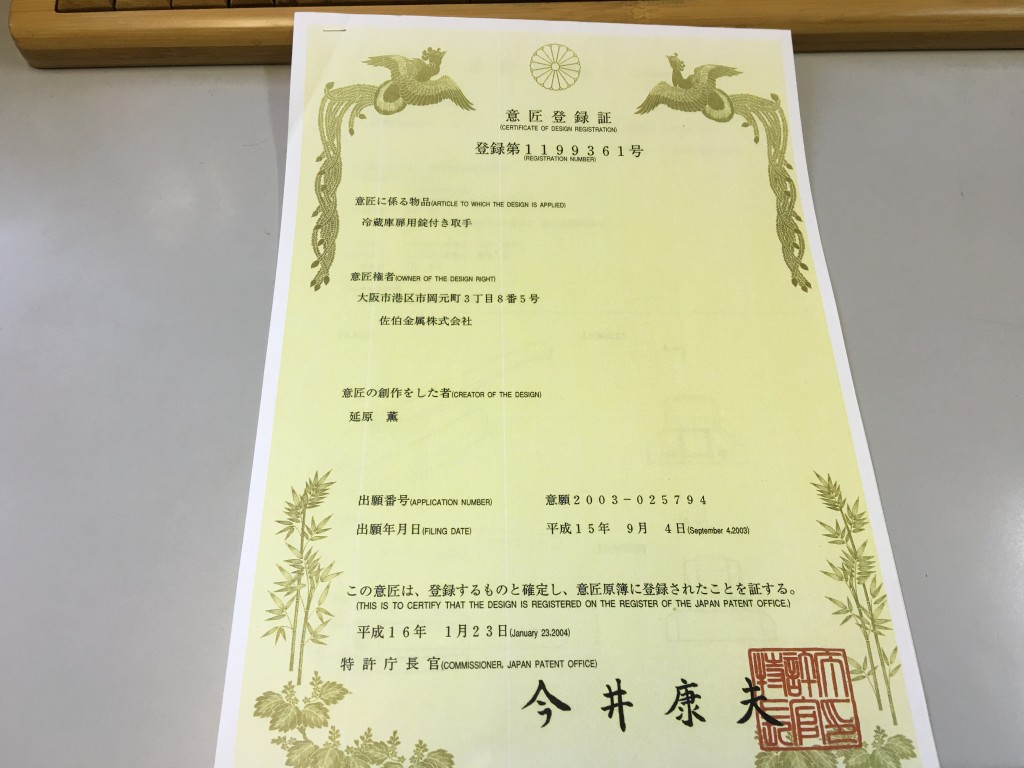 意匠登録証
(CERTIFICATE OF DESIGN REGISTRATION)
登録第1199361号
(REGISTRATION NUMBER)
意匠に係る物品(ARTICLE TO WHICH THE DESIGN IS APPLIED)
冷蔵庫扉用錠付き取手
意匠権者(OWNER OF THE DESIGN RIGHT)
大阪市港区市岡元町3丁目8番5号
佐伯金属株式会社
意匠の創作をした者(CREATOR OF THE DESIGN)
延原 薫
出願番号(APPLICATION NUMBER) 意願2003-025794
出願年月日(FILING DATE) 平成15年 9月 4日(September 4,2003)
この意匠は、登録するものと確定し、意匠原簿に登録されたことを証する。
(THIS IS TO CERTIFY THAT THE DESIGN IS REGISTERED ON THE REGISTER OF THE JAPAN PATENT OFFICE.)
平成16年 1月23日(January 23,2004)
特許庁長官(COMMISSIONER, JAPAN PATENT OFFICE)
今井康夫